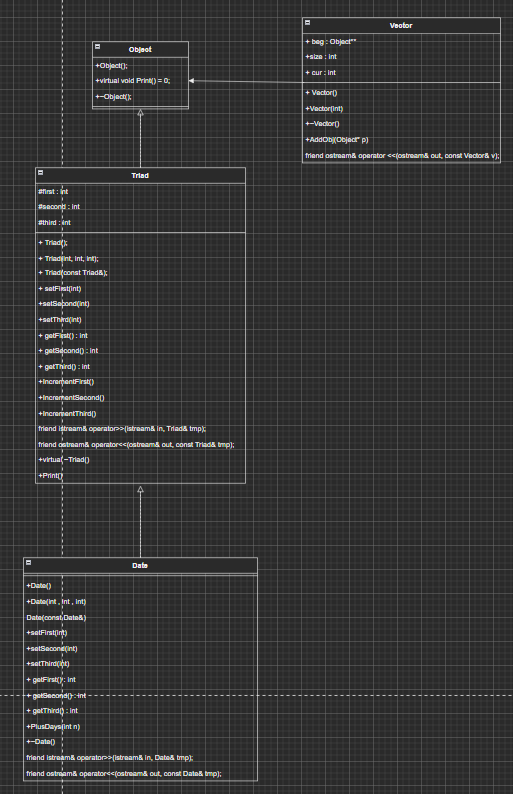 Object
+Object();
+virtual void Print() = 0;
+~Object();
Vector
+ beg : Object**
+size : int
+ cur : int
+ Vector()
+Vector(int)
+~Vector()
+AddObj(Object* p)
friend ostream& operator <<(ostream& out, const Vector& v);
Triad
#first : int
#second : int
#third : int
+ Triad();
+ Triad(int, int, int);
+ Triad(const Triad&);
+ setFirst(int)
+setSecond(int)
+setThird(int)
+ getFirst() : int
+ getSecond() : int
+ getThird() : int
+IncrementFirst()
+IncrementSecond()
+IncrementThird()
friend istream& operator>>(istream& in, Triad& tmp);
friend ostream& operator<<(ostream& out, const Triad& tmp);
+virtual ~Triad()
+Print()
Date
+Date()
+Date(int , int , int)
Date(const Date&)
+setFirst(int)
+setSecond(int)
+setThird(int)
+ getFirst() : int
+ getSecond() : int
+ getThird() : int
+PlusDays(int n)
+~Date()
friend istream& operator>>(istream& in, Date& tmp);
friend ostream& operator<<(ostream& out, const Date& tmp);